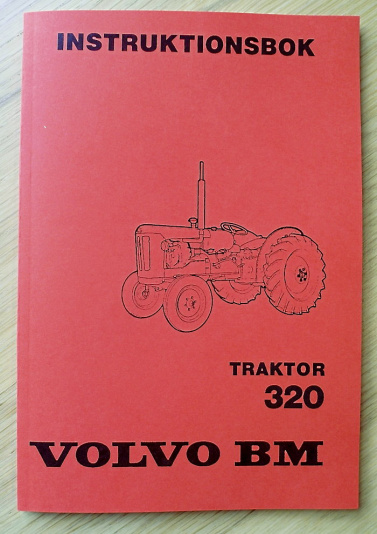 INSTRUKTIONSBOK
TRAKTOR
320
VOLVO BM